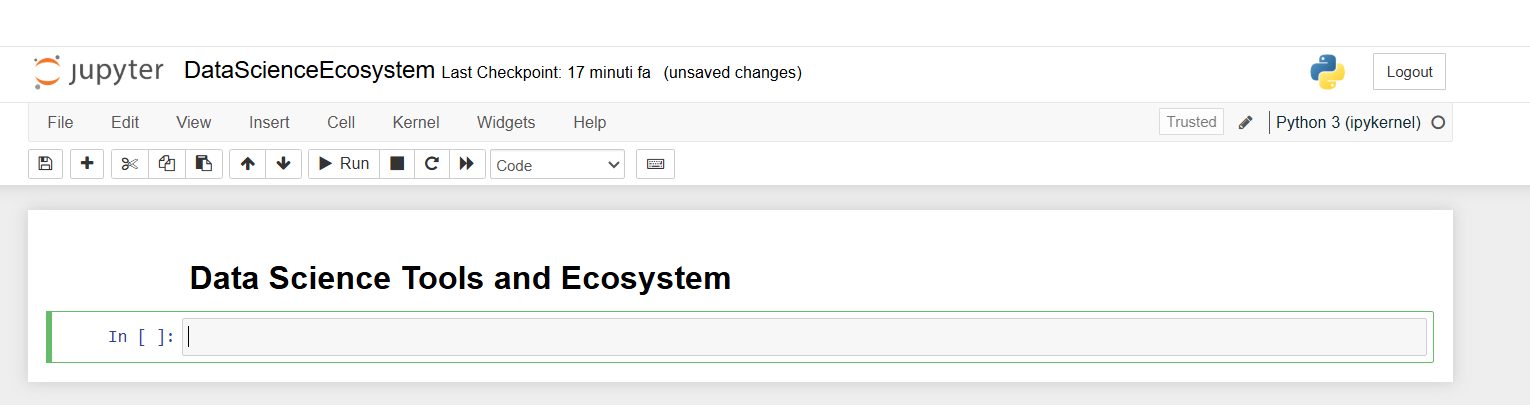 jupyter DataScienceEcosystem Last Checkpoint: 17 minuti fa (unsaved changes) Logout
File Edit View Insert Cell Kernel Widgets Help Trusted Python 3 (ipykernel)
Run Code
Data Science Tools and Ecosystem
In [ ]: